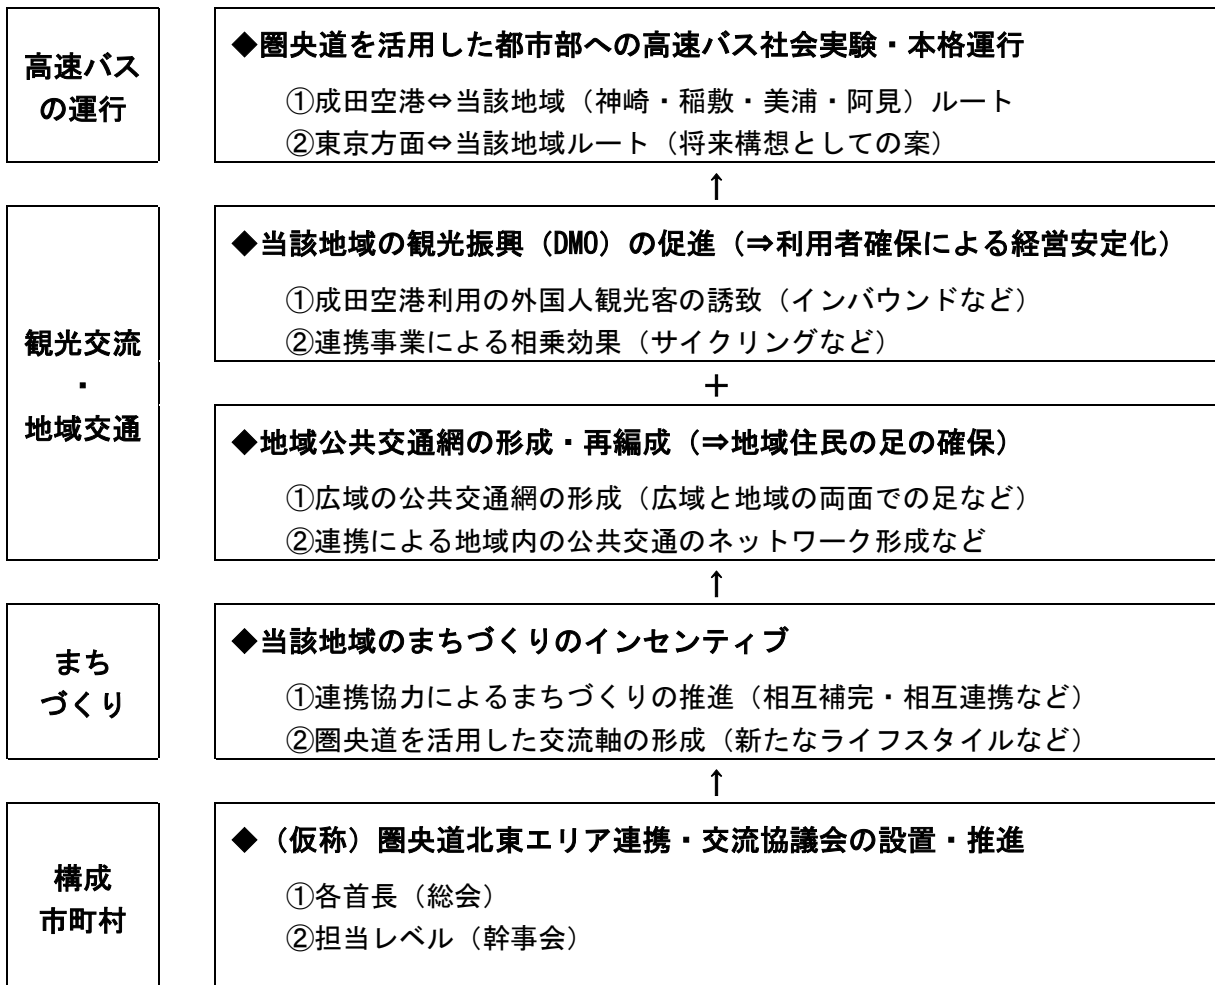 高速バス
の運行
◆圏央道を活用した都市部への高速バス社会実験・本格運行
①成田空港⇔当該地域（神崎・稲敷・美浦・阿見）ルート
②東京方面⇔当該地域ルート（将来構想としての案）
↑
観光交流
・
地域交通
◆当該地域の観光振興（DMO）の促進（⇒利用者確保による経営安定化）
①成田空港利用の外国人観光客の誘致（インバウンドなど）
②連携事業による相乗効果（サイクリングなど）
＋
◆地域公共交通網の形成・再編成（⇒地域住民の足の確保）
①広域の公共交通網の形成（広域と地域の両面での足など）
②連携による地域内の公共交通のネットワーク形成など
↑
まち
づくり
◆当該地域のまちづくりのインセンティブ
①連携協力によるまちづくりの推進（相互補完・相互連携など）
②圏央道を活用した交流軸の形成（新たなライフスタイルなど）
↑
構成
市町村
◆（仮称）圏央道北東エリア連携・交流協議会の設置・推進
①各首長（総会）
②担当レベル（幹事会）